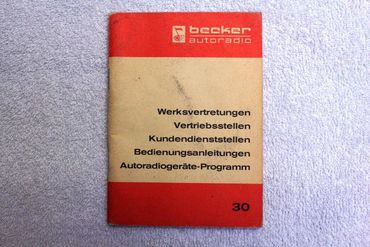 becker
autoradio
Werksvertretungen
Vertriebsstellen
Kundendienststellen
Bedienungsanleitungen
Autoradiogeräte-Programm
30